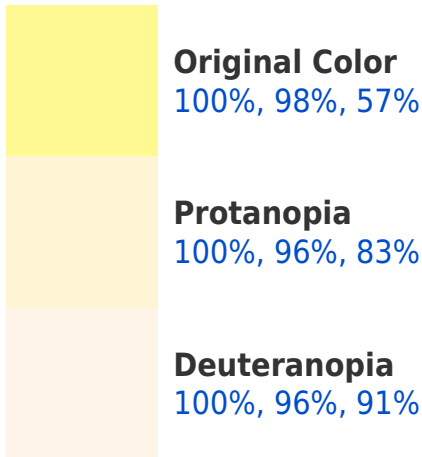 Original Color
100%, 98%, 57%
Protanopia
100%, 96%, 83%
Deuteranopia
100%, 96%, 91%